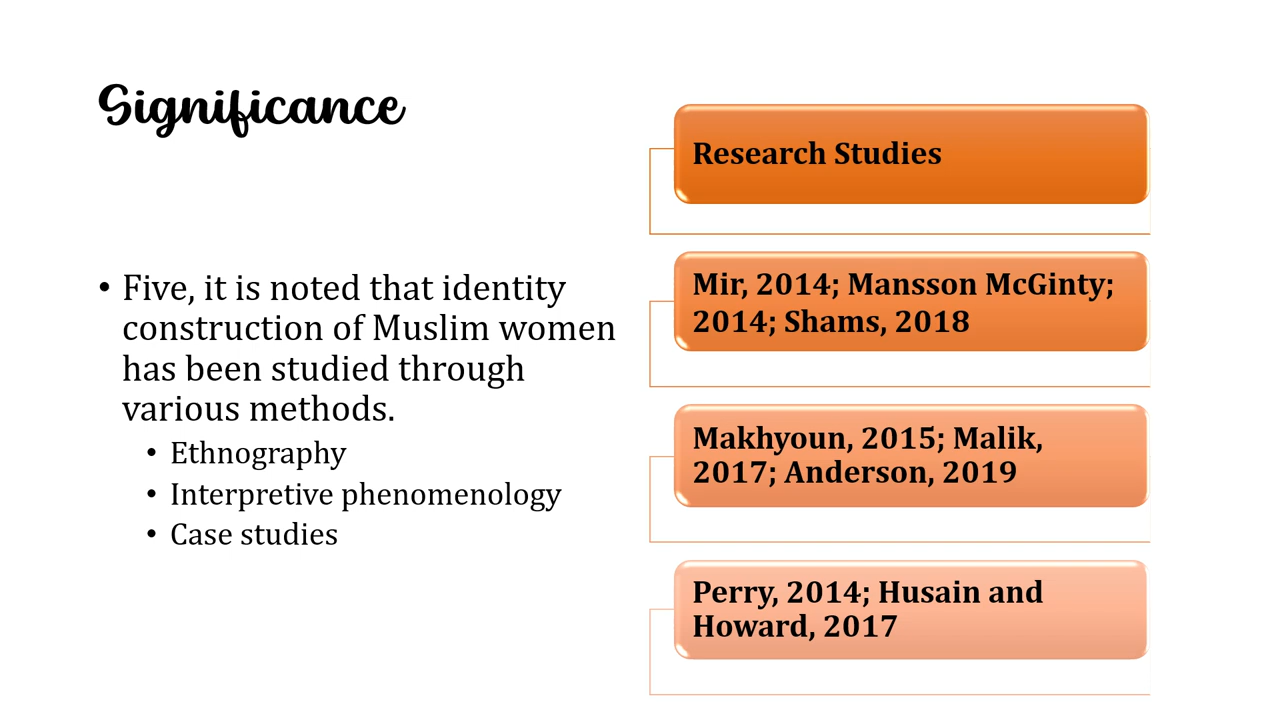 Significance
• Five, it is noted that identity
construction of Muslim women
has been studied through
various methods.
• Ethnography
• Interpretive phenomenology
• Case studies
Research Studies
Mir, 2014; Mansson McGinty;
2014; Shams, 2018
Makhyoun, 2015; Malik,
2017; Anderson, 2019
Perry, 2014; Husain and
Howard, 2017